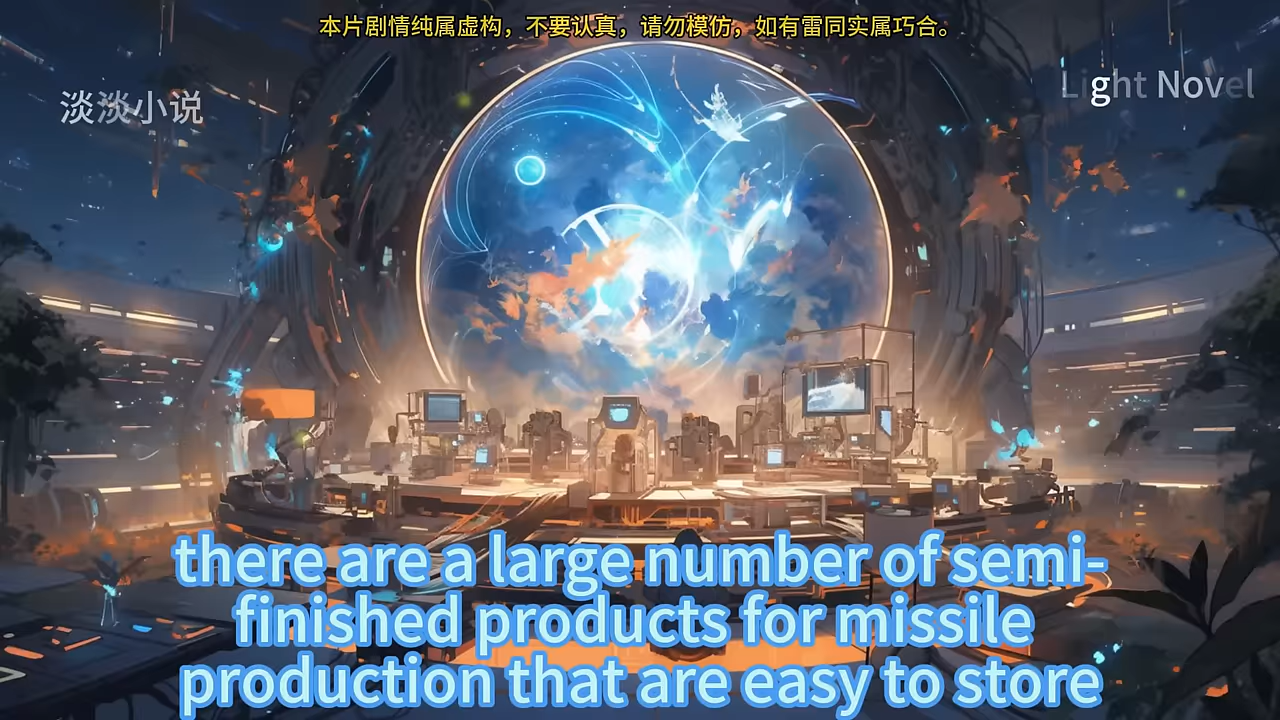 本片剧情纯属虚构，不要认真，请勿模仿，如有雷同实属巧合。
淡淡小说
Light Novel
there are a large number of semi-
finished products for missile
production that are easy to store